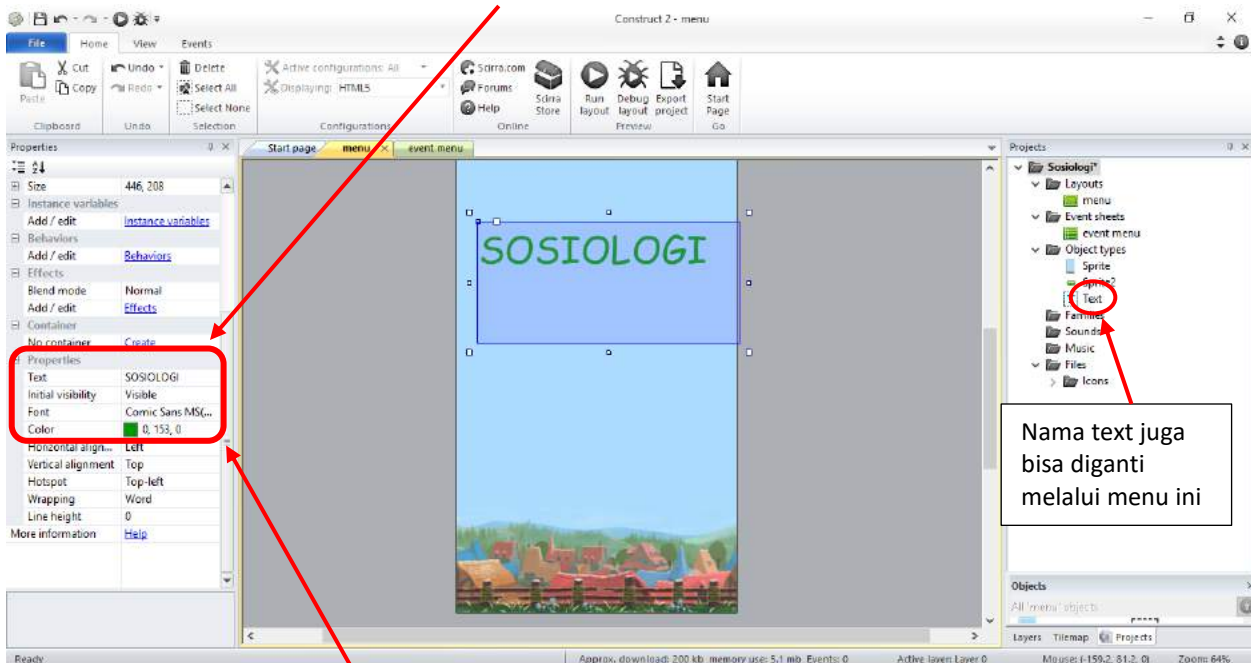 Construct 2 - menu
File Home View Events
Paste Cut Copy Clipboard
Undo Redo Undo
Delete Select All Select None Selection
Active configurations: All
Displaying: HTML5
Configurations
Scirra.com Forums Help Scirra Store Online
Run layout Debug layout Export project Preview
Start Page Go
Properties
Size 446, 208
Instance variables
Add / edit Instance variables
Behaviors
Add / edit Behaviors
Effects
Blend mode Normal
Add / edit Effects
Container
No container Create
Properties
Text SOSIOLOGI
Initial visibility Visible
Font Comic Sans MS(...
Color 0, 153, 0
Horizontal align... Left
Vertical alignment Top
Hotspot Top-left
Wrapping Word
Line height 0
More information Help
Start page menu event menu
SOSIOLOGI
Projects
Sosiologi*
Layouts
menu
Event sheets
event menu
Object types
Sprite
Sprite2
Text
Families
Sounds
Music
Files
Icons
Nama text juga
bisa diganti
melalui menu ini
Objects
All 'menu' objects
Layers Tilemap Projects
Ready Approx. download: 200 kb memory use: 5.1 mb Events: 0 Active layer: Layer 0 Mouse: (-159.2, 81.2, 0) Zoom: 64%